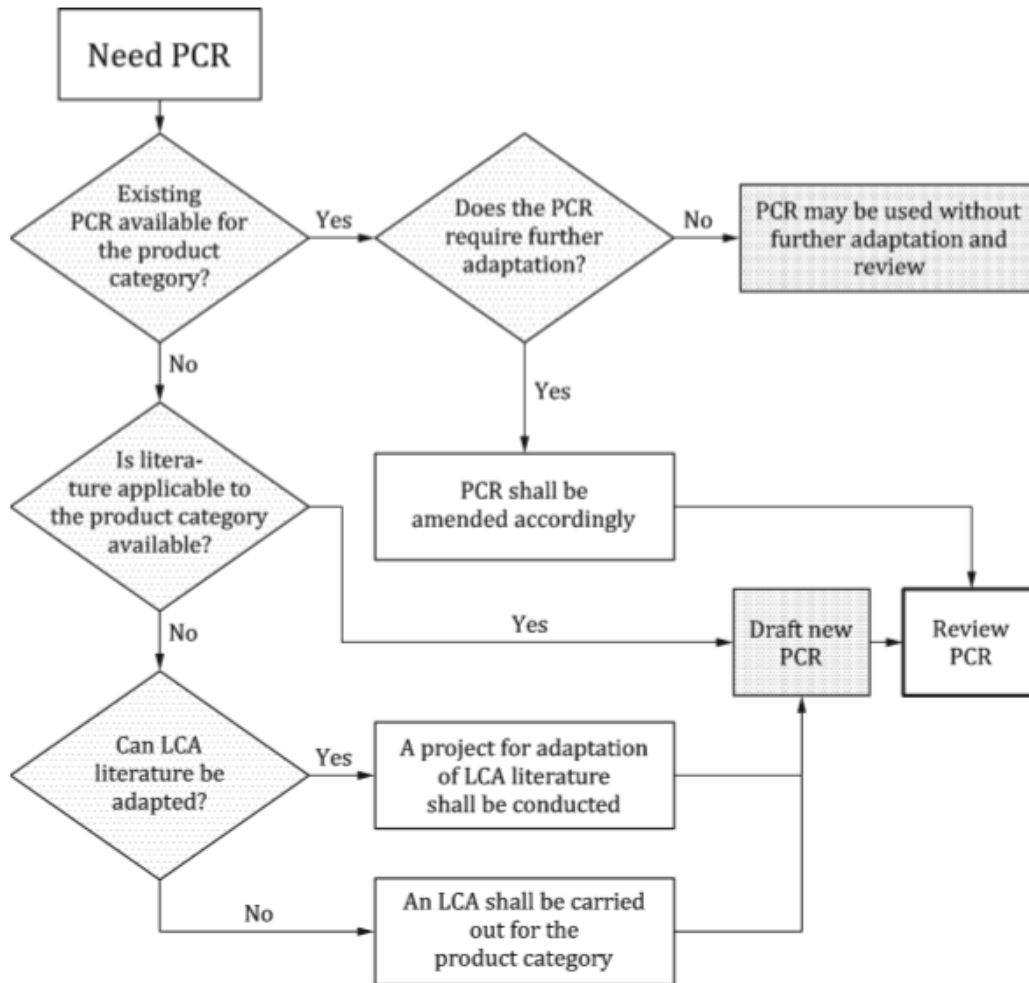 Need PCR
Existing
PCR available for
the product
category?
Yes
Does the PCR
require further
adaptation?
No
PCR may be used without
further adaptation and
review
No
Yes
Is litera-
ture applicable to
the product category
available?
PCR shall be
amended accordingly
Yes
Draft new
PCR
Review
PCR
No
Can LCA
literature be
adapted?
Yes
A project for adaptation
of LCA literature
shall be conducted
No
An LCA shall be carried
out for the
product category